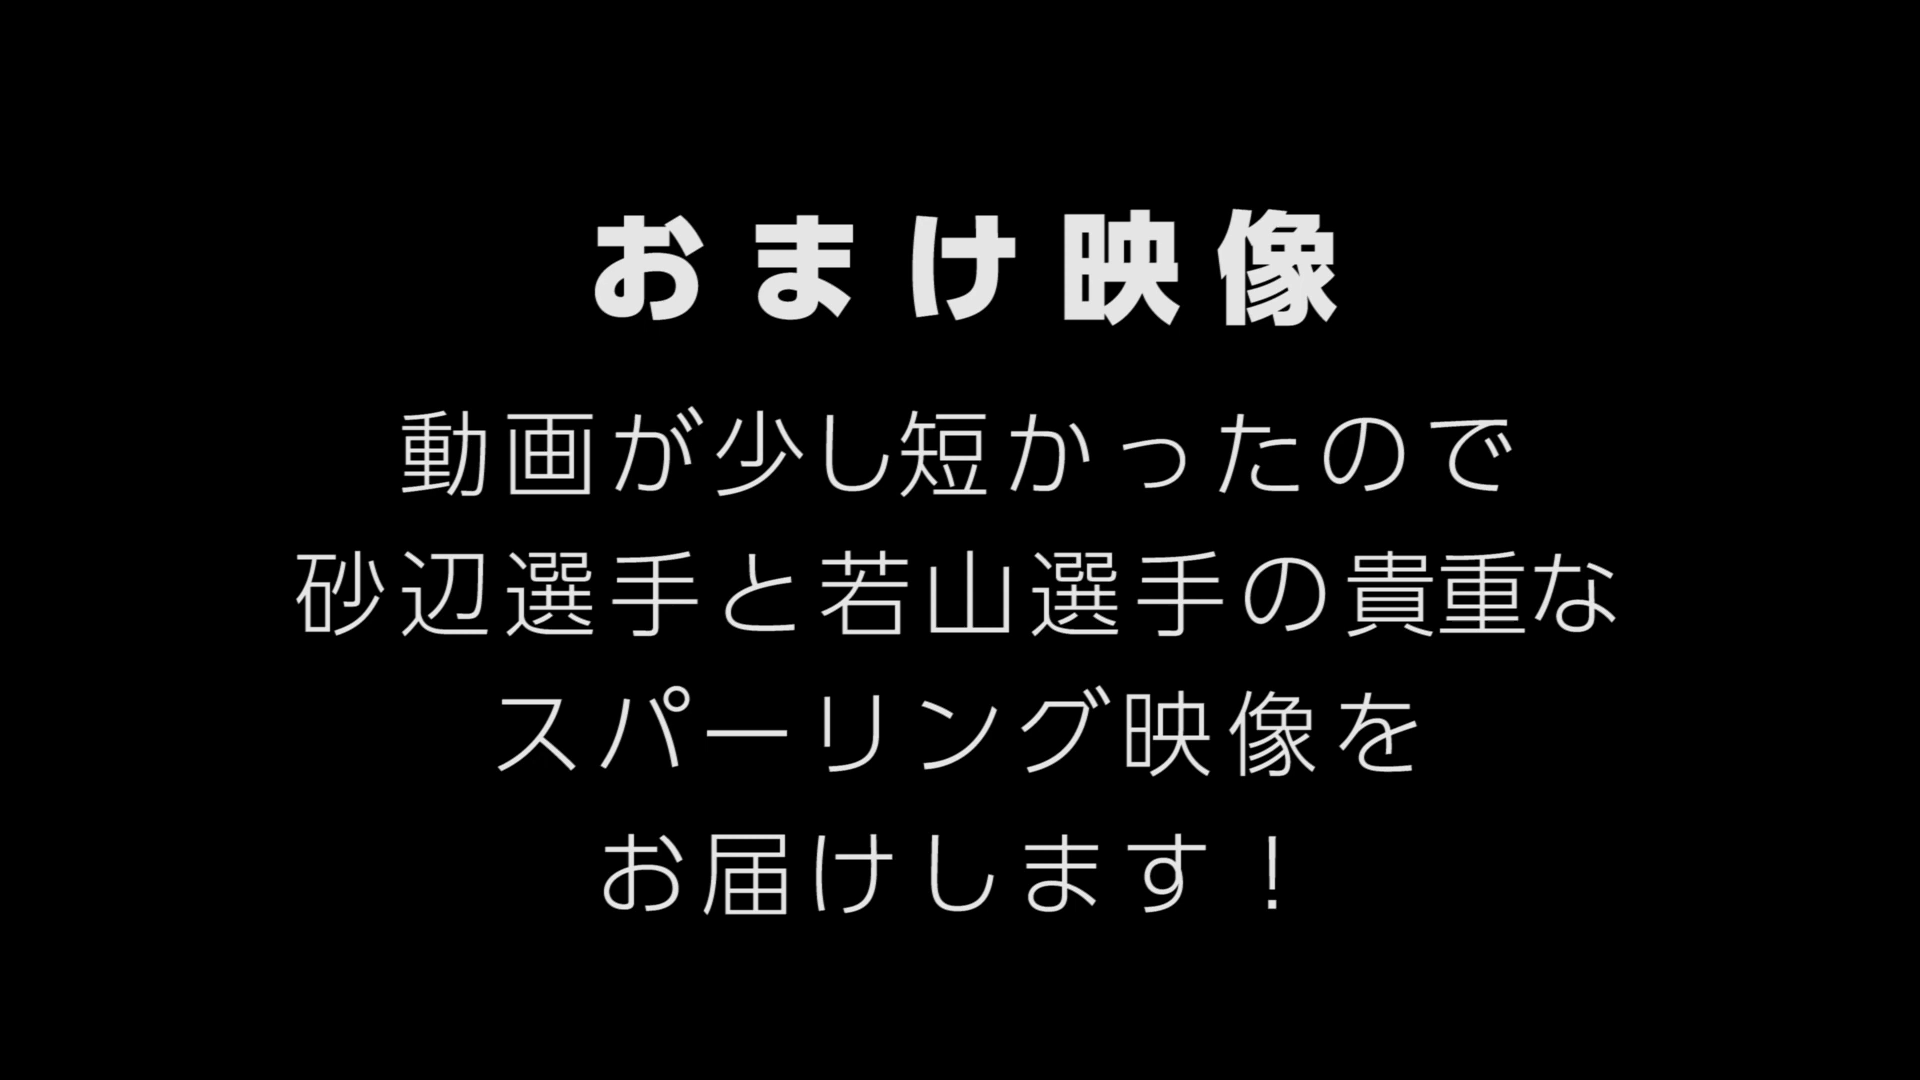 おまけ映像
動画が少し短かったので
砂辺選手と若山選手の貴重な
スパーリング映像を
お届けします！